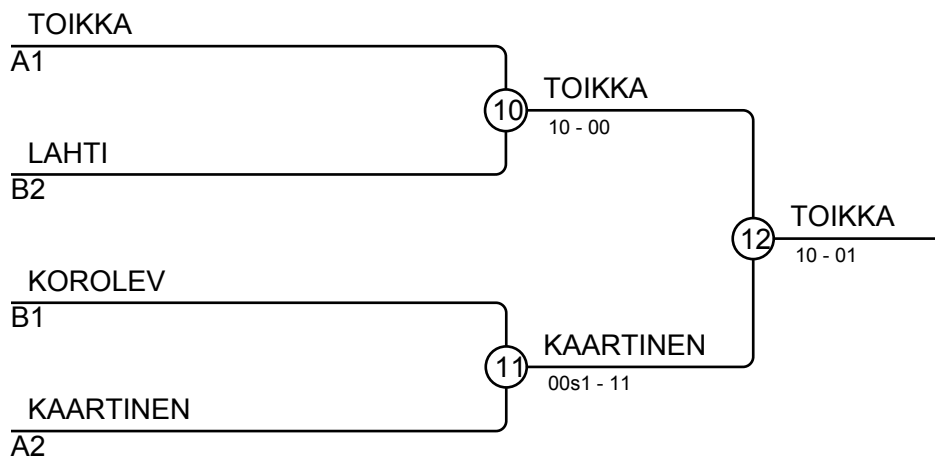 TOIKKA
A1
10
TOIKKA
10 - 00
LAHTI
B2
12
TOIKKA
10 - 01
KOROLEV
B1
11
KAARTINEN
00s1 - 11
KAARTINEN
A2